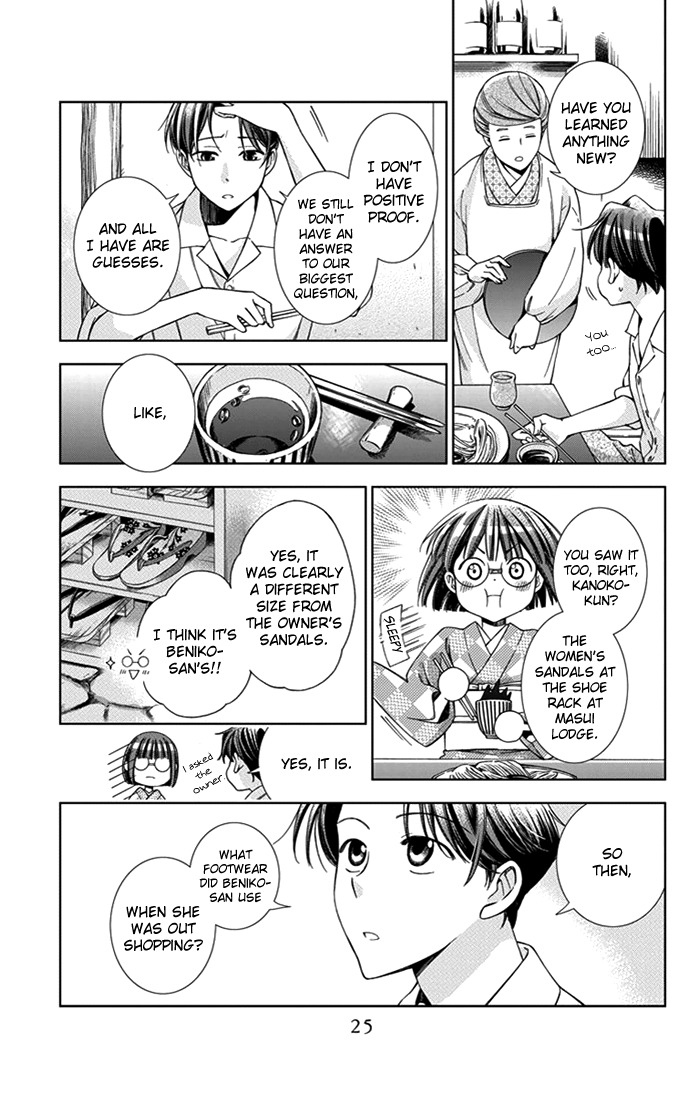 HAVE YOU
LEARNED
ANYTHING
NEW?
You
too...
I DON'T
HAVE
POSITIVE
PROOF.
WE STILL
DON'T
HAVE AN
ANSWER
TO OUR
BIGGEST
QUESTION,
AND ALL
I HAVE ARE
GUESSES.
LIKE,
YOU SAW IT
TOO, RIGHT,
KANOKO-
KUN?
THE
WOMEN'S
SANDALS AT
THE SHOE
RACK AT
MASUI
LODGE.
SLEEPY
YES, IT
WAS CLEARLY
A DIFFERENT
SIZE FROM
THE OWNER'S
SANDALS.
I THINK IT'S
BENIKO-
SAN'S!!
YES, IT IS.
I asked
the
owner
SO
THEN,
WHAT
FOOTWEAR
DID BENIKO-
SAN USE
WHEN SHE
WAS OUT
SHOPPING?
25